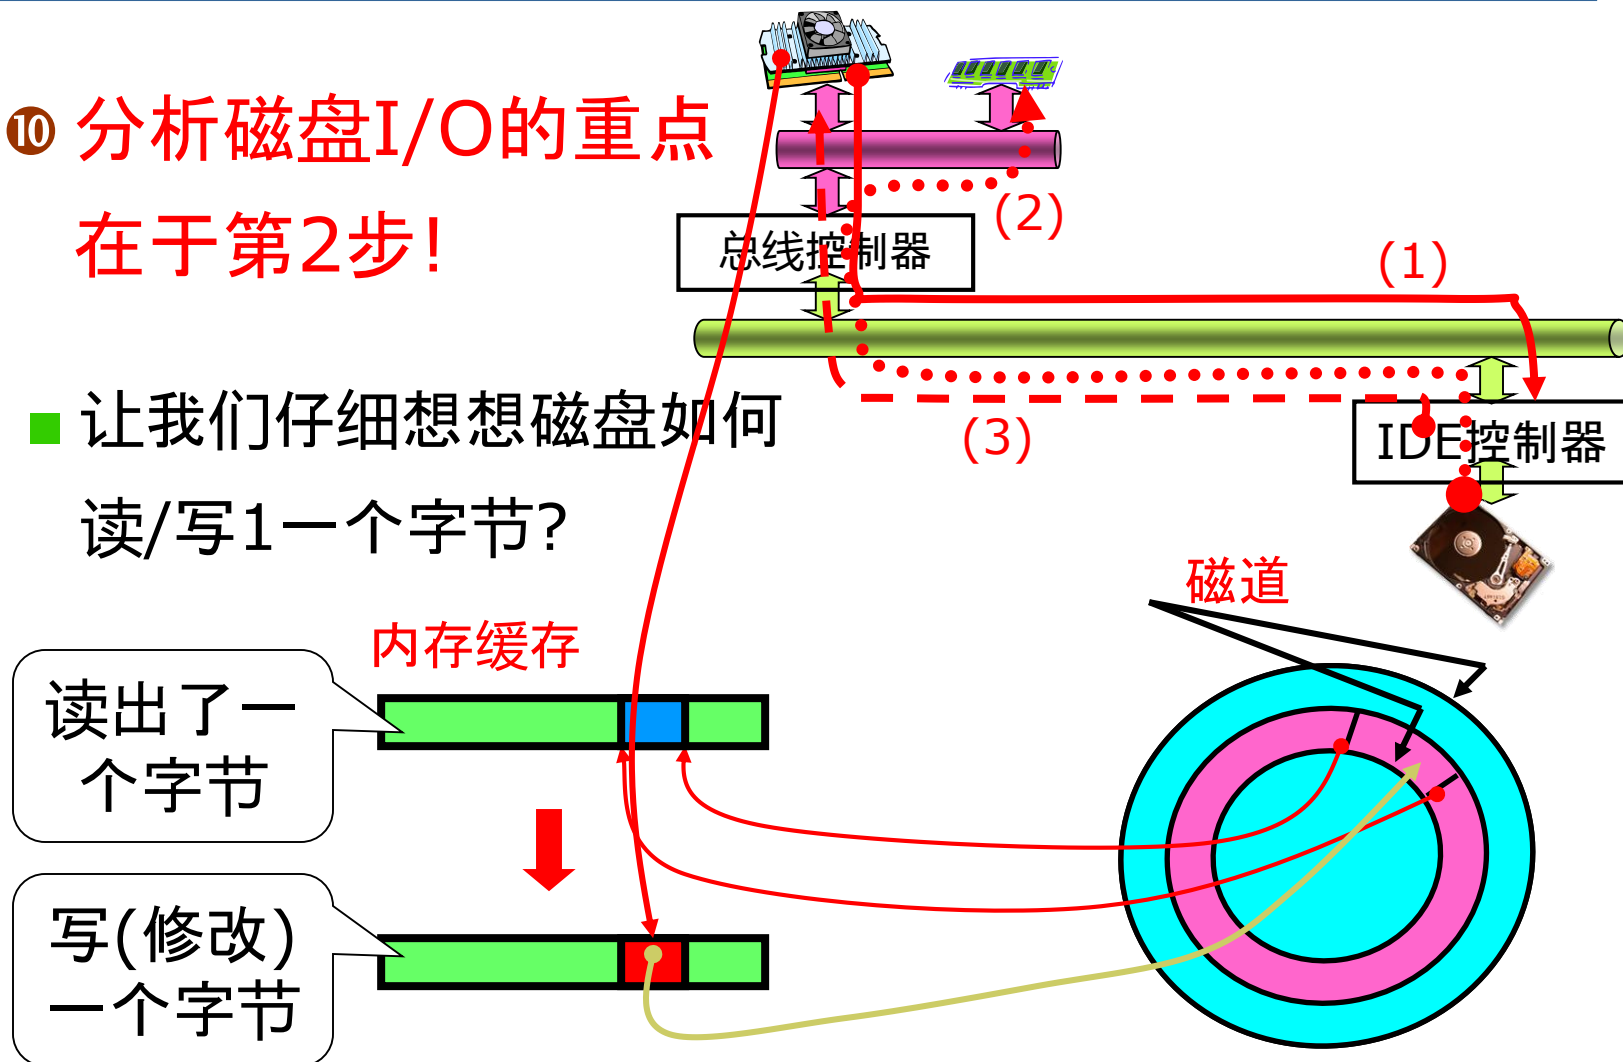 ⑩ 分析磁盘I/O的重点
在于第2步!
总线控制器
(2)
(1)
(3)
IDE控制器
让我们仔细想想磁盘如何
读/写1一个字节?
磁道
内存缓存
读出了一
个字节
写(修改)
一个字节